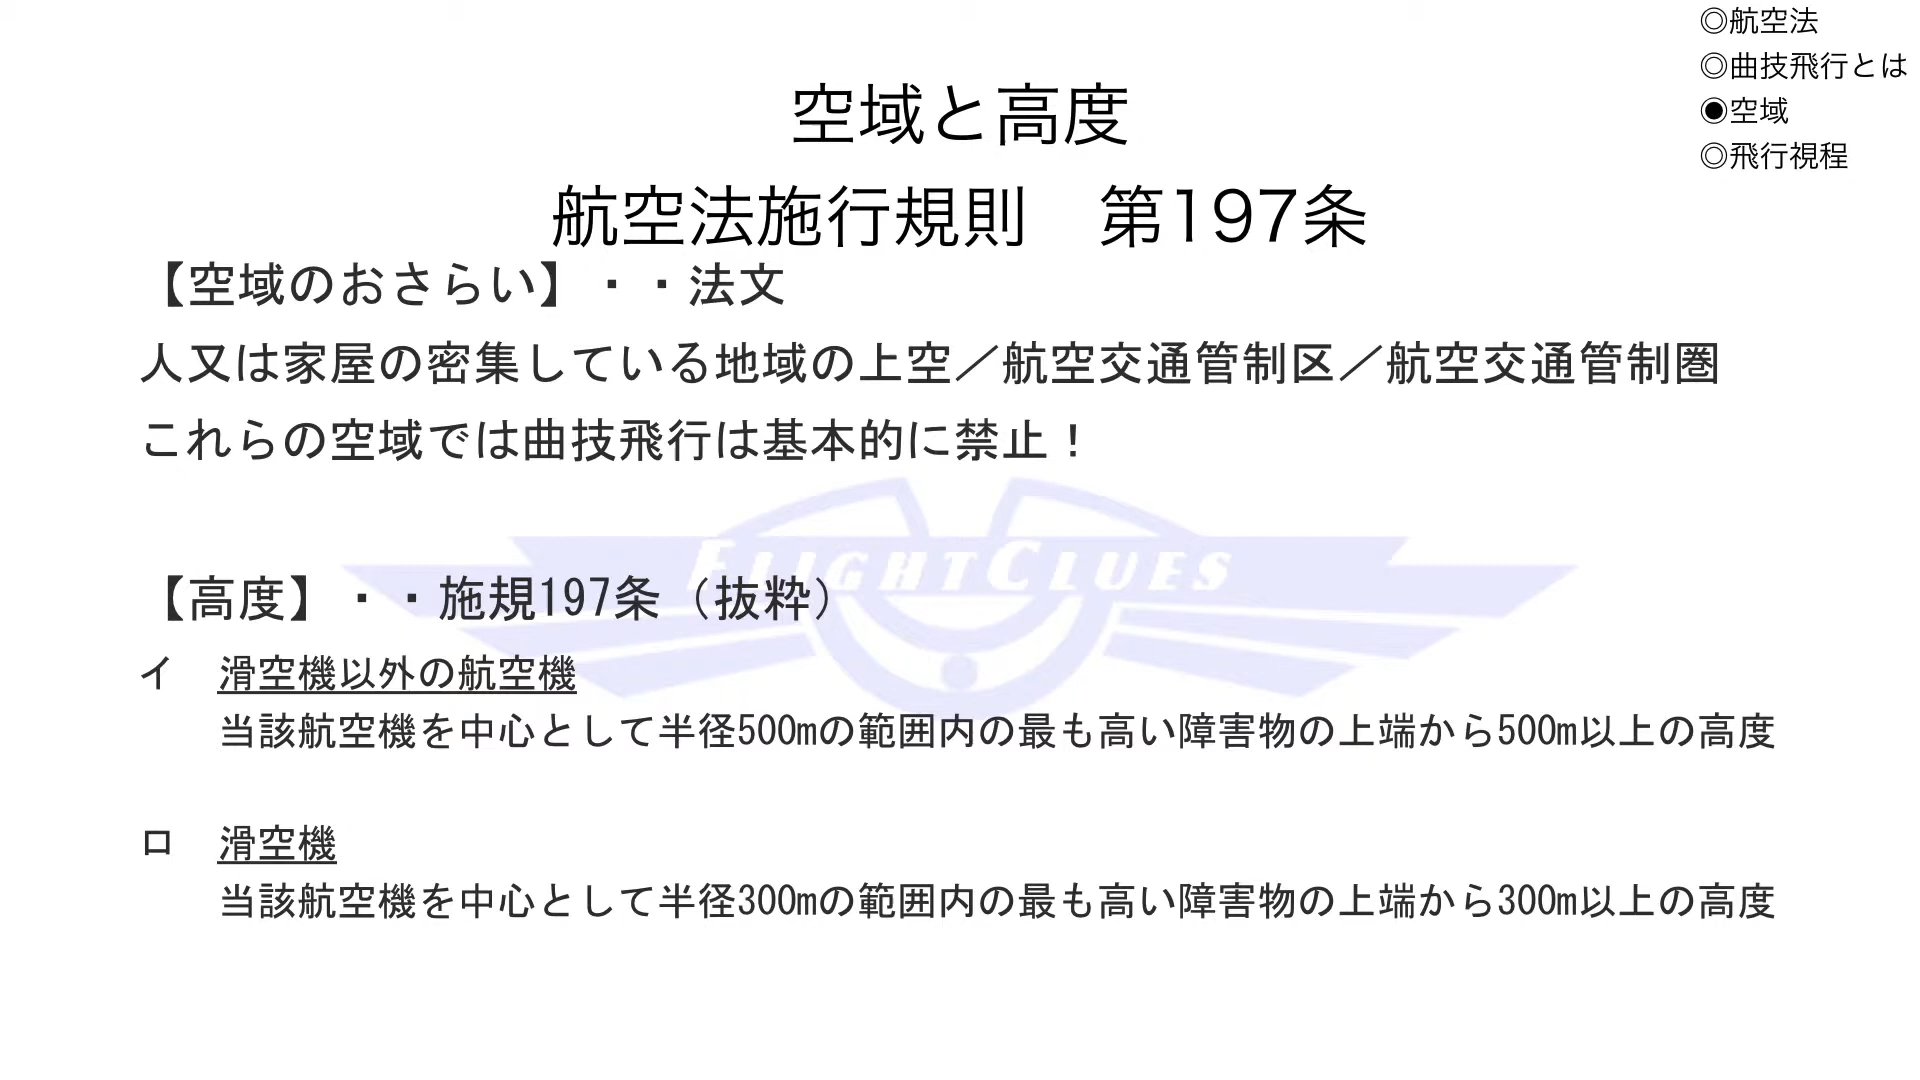 ◎航空法
◎曲技飛行とは
◉空域
◎飛行視程
空域と高度
航空法施行規則　第197条
【空域のおさらい】・・法文
人又は家屋の密集している地域の上空／航空交通管制区／航空交通管制圏
これらの空域では曲技飛行は基本的に禁止！
FLIGHTCLUES
【高度】・・施規197条（抜粋）
イ　滑空機以外の航空機
当該航空機を中心として半径500mの範囲内の最も高い障害物の上端から500m以上の高度
ロ　滑空機
当該航空機を中心として半径300mの範囲内の最も高い障害物の上端から300m以上の高度